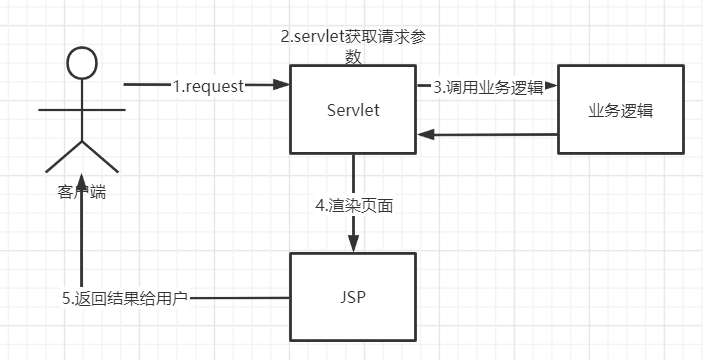 2.servlet获取请求参
数
1.request
3.调用业务逻辑
Servlet
业务逻辑
客户端
4.渲染页面
5.返回结果给用户
JSP